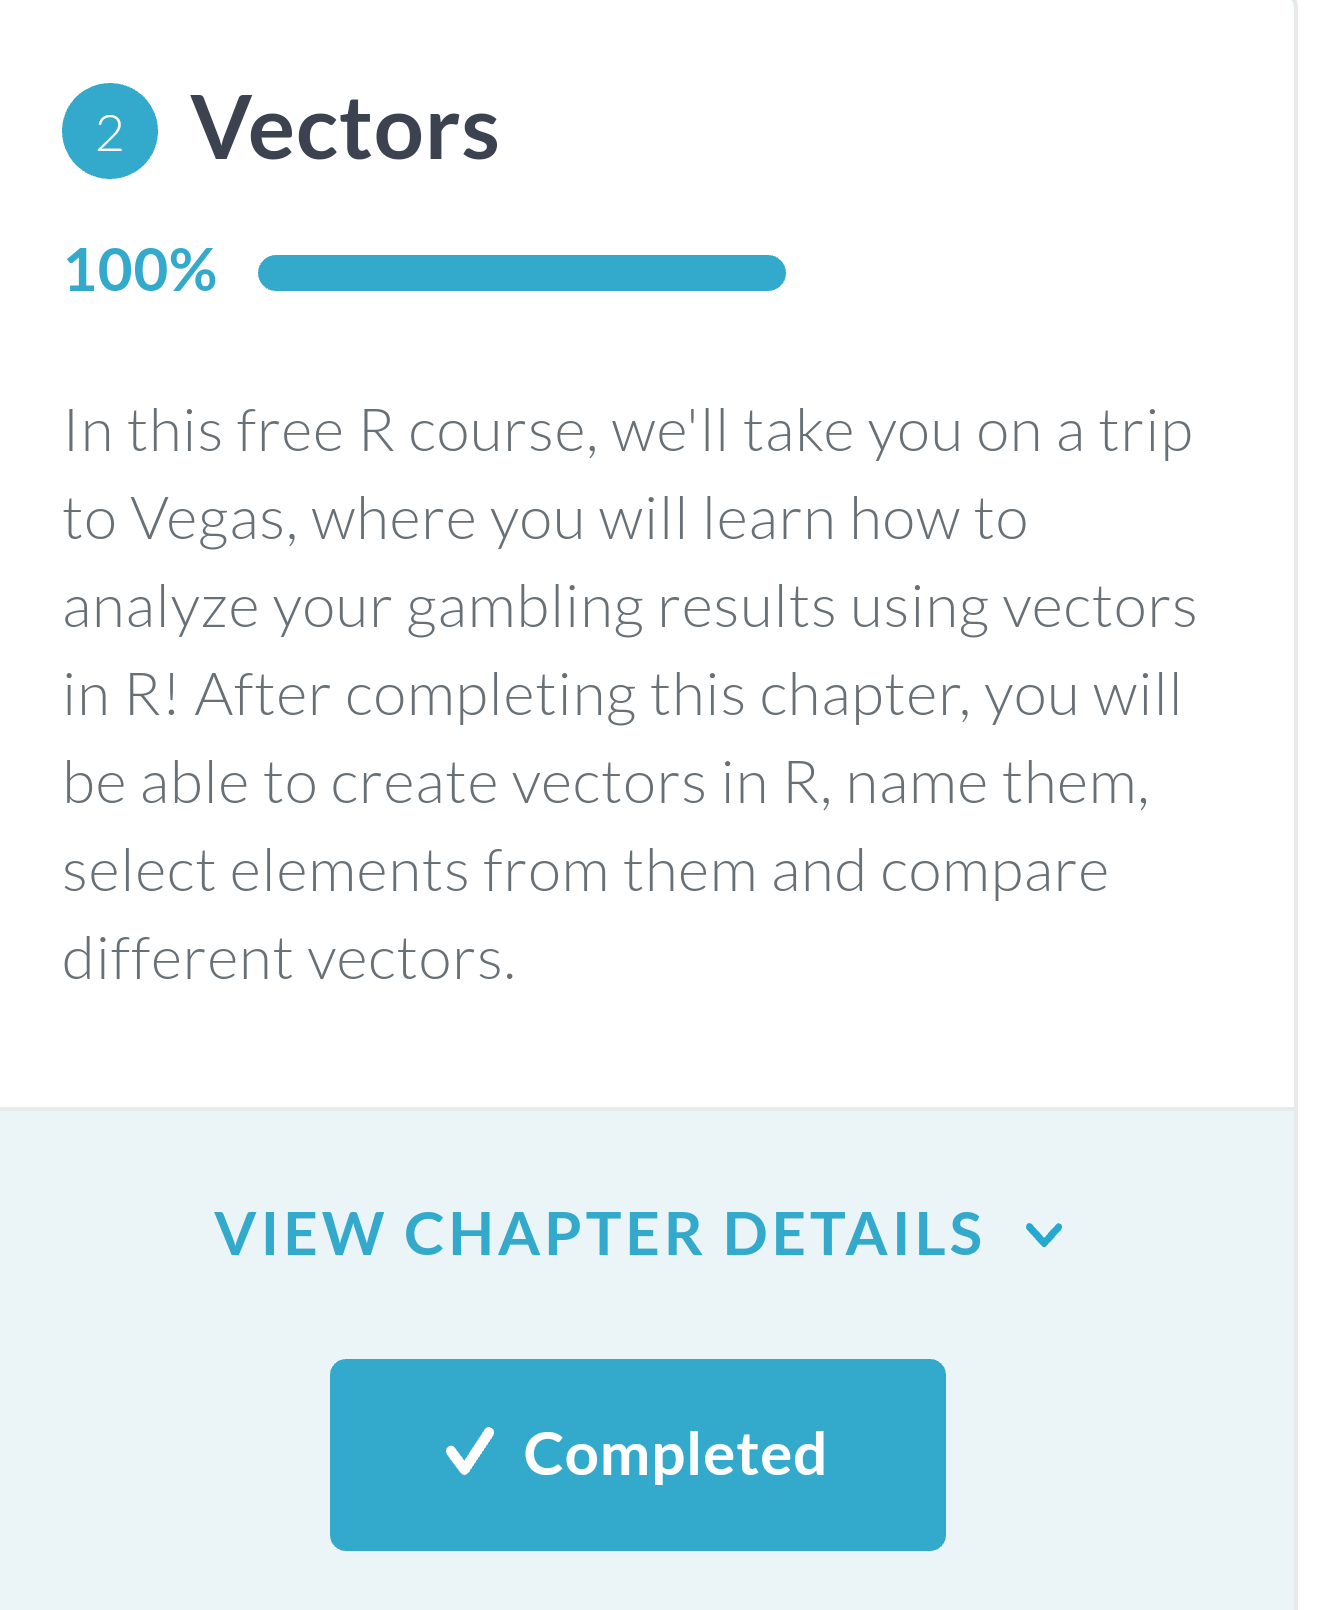 2 Vectors
100%
In this free R course, we'll take you on a trip
to Vegas, where you will learn how to
analyze your gambling results using vectors
in R! After completing this chapter, you will
be able to create vectors in R, name them,
select elements from them and compare
different vectors.
VIEW CHAPTER DETAILS
Completed